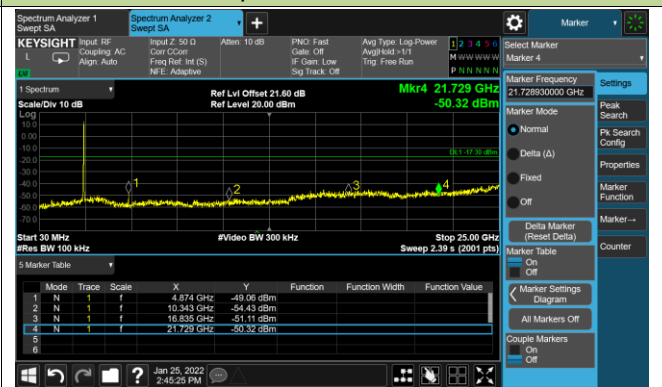 Spectrum Analyzer 1
Swept SA
Spectrum Analyzer 2
Swept SA
+
Marker
KEYSIGHT
L
Input: RF
Coupling: AC
Align: Auto
Input Z: 50 Ω
Corr CCorr
Freq Ref: Int (S)
NFE: Adaptive
Atten: 10 dB
PNO: Fast
Gate: Off
IF Gain: Low
Sig Track: Off
Avg Type: Log-Power
Avg|Hold:>1/1
Trig: Free Run
1 2 3 4 5 6
M W W W W W
P N N N N N
Select Marker
Marker 4
1 Spectrum
Scale/Div 10 dB
Ref Lvl Offset 21.60 dB
Ref Level 20.00 dBm
Mkr4 21.729 GHz
-50.32 dBm
Log
10.0
0.00
-10.0
-20.0
-30.0
-40.0
-50.0
-60.0
-70.0
DL1 -17.30 dBm
1
2
3
4
Start 30 MHz
#Res BW 100 kHz
#Video BW 300 kHz
Stop 25.00 GHz
Sweep 2.39 s (2001 pts)
5 Marker Table
Mode Trace Scale X Y Function Function Width Function Value
1 N 1 f 4.874 GHz -49.06 dBm
2 N 1 f 10.343 GHz -54.43 dBm
3 N 1 f 16.835 GHz -51.11 dBm
4 N 1 f 21.729 GHz -50.32 dBm
5
6
Marker Frequency
21.728930000 GHz
Marker Mode
Normal
Delta (Δ)
Fixed
Off
Delta Marker
(Reset Delta)
Marker Table
On
Off
Marker Settings
Diagram
All Markers Off
Couple Markers
On
Off
Settings
Peak
Search
Pk Search
Config
Properties
Marker
Function
Marker→
Counter
?
Jan 25, 2022
2:45:25 PM